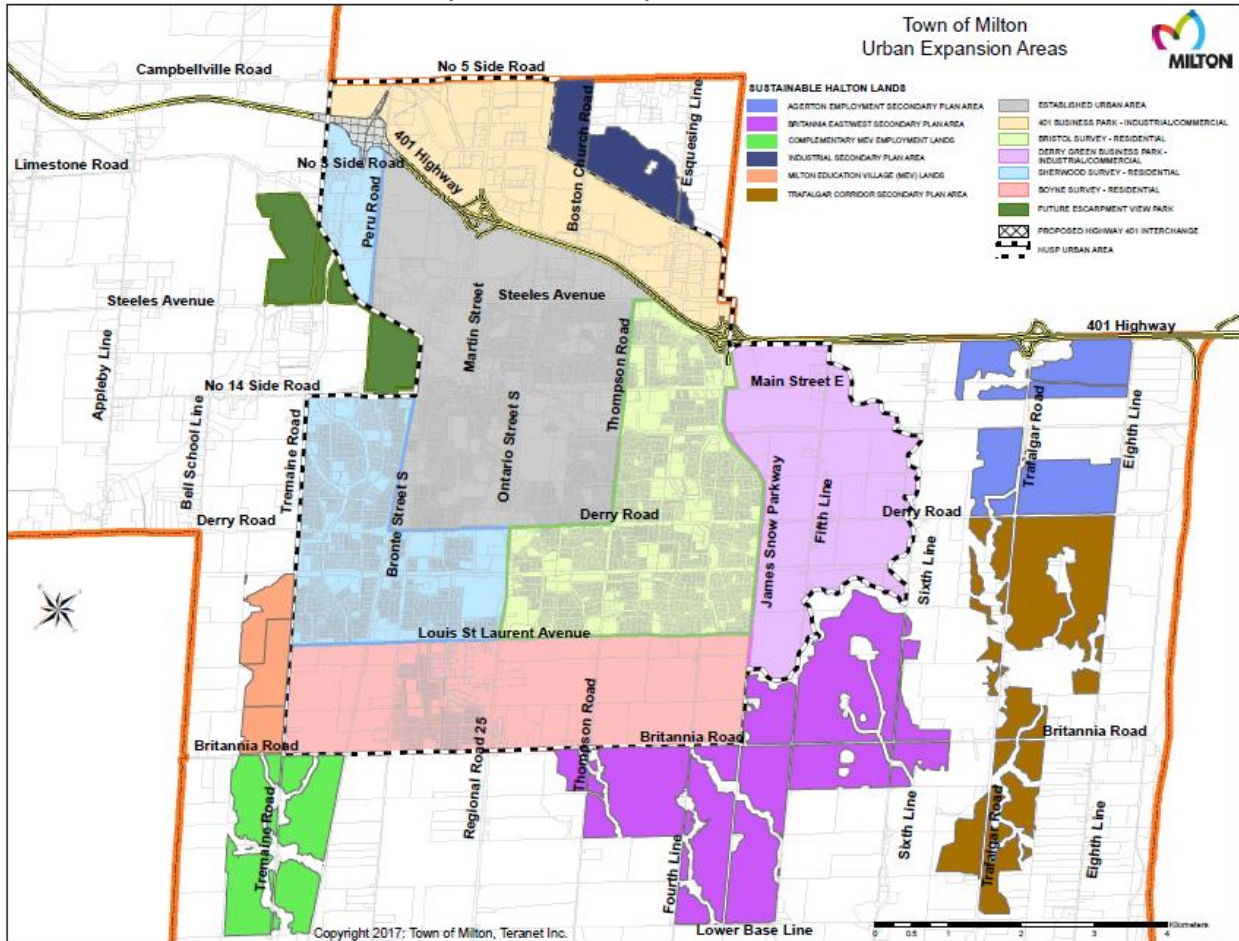 Town of Milton
Urban Expansion Areas
MILTON
SUSTAINABLE HALTON LANDS
AGERTON EMPLOYMENT SECONDARY PLAN AREA
BRITANNIA EAST/WEST SECONDARY PLAN AREA
COMPLEMENTARY MEV EMPLOYMENT LANDS
INDUSTRIAL SECONDARY PLAN AREA
MILTON EDUCATION VILLAGE (MEV) LANDS
TRAFALGAR CORRIDOR SECONDARY PLAN AREA
ESTABLISHED URBAN AREA
401 BUSINESS PARK - INDUSTRIAL/COMMERCIAL
BRISTOL SURVEY - RESIDENTIAL
DERRY GREEN BUSINESS PARK -
INDUSTRIAL/COMMERCIAL
SHERWOOD SURVEY - RESIDENTIAL
BOYNE SURVEY - RESIDENTIAL
FUTURE ESCARPMENT VIEW PARK
PROPOSED HIGHWAY 401 INTERCHANGE
HUSP URBAN AREA
Campbellville Road
No 5 Side Road
Limestone Road
No 3 Side Road
401 Highway
Peru Road
Boston Church Road
Esquesing Line
Steeles Avenue
Steeles Avenue
Martin Street
Thompson Road
401 Highway
Appleby Line
No 14 Side Road
Main Street E
Bell School Line
Tremaine Road
Bronte Street S
Ontario Street S
Trafalgar Road
Eighth Line
Derry Road
Derry Road
Derry Road
James Snow Parkway
Fifth Line
Sixth Line
Louis St Laurent Avenue
Britannia Road
Britannia Road
Britannia Road
Regional Road 25
Thompson Road
Tremaine Road
Fourth Line
Sixth Line
Trafalgar Road
Eighth Line
Lower Base Line
Copyright 2017: Town of Milton, Teranet Inc.
Kilometers
0 0.5 1 2 3 4